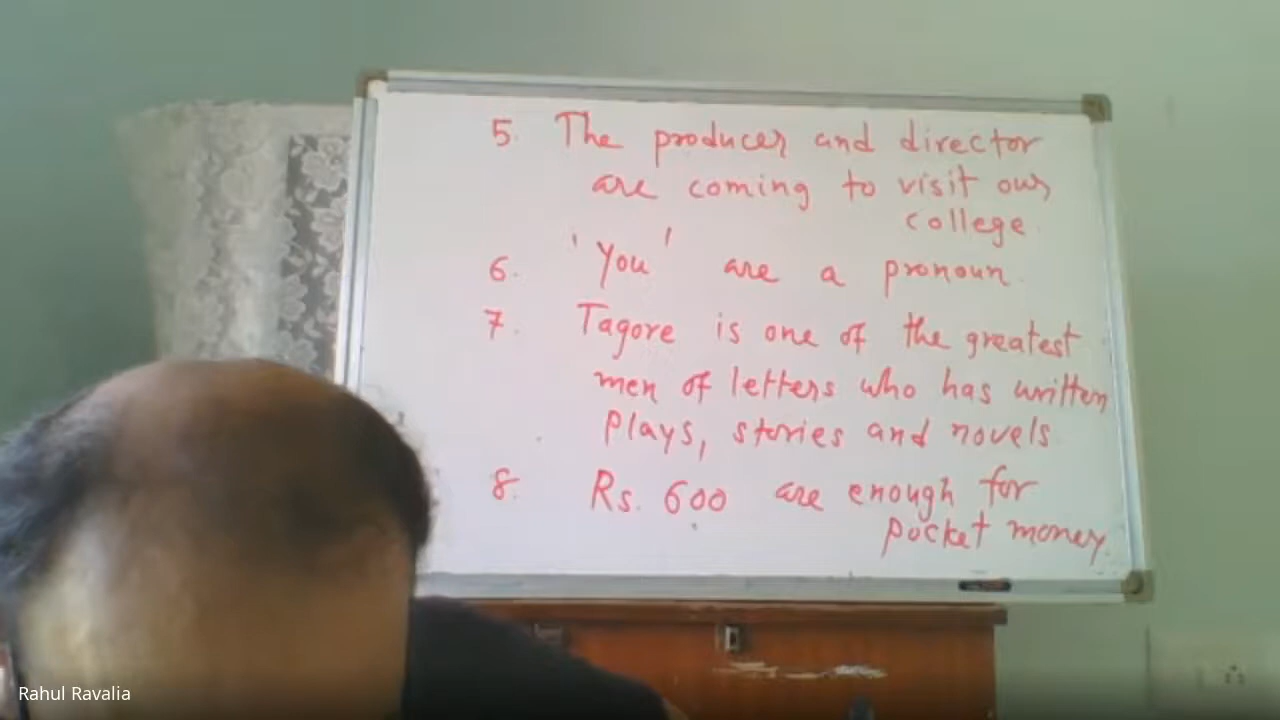 5. The producer and director
are coming to visit our
college.
6. 'You' are a pronoun.
7. Tagore is one of the greatest
men of letters who has written
plays, stories and novels
8. Rs. 600 are enough for
pocket money.
Rahul Ravalia